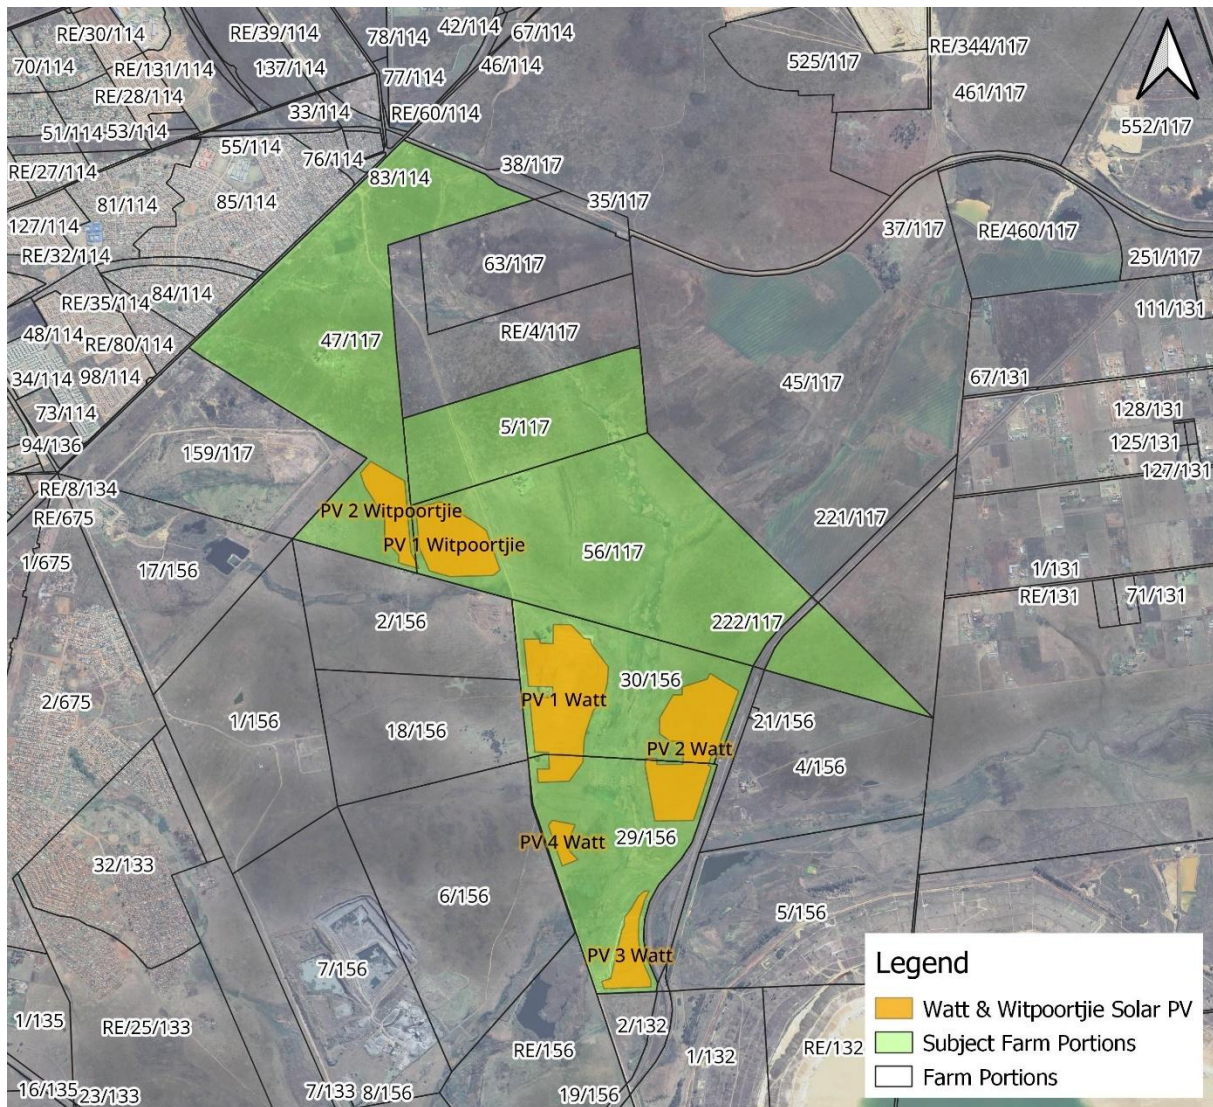 RE/30/114
RE/39/114
78/114
42/114
67/114
70/114
RE/131/114
137/114
77/114
46/114
525/117
RE/344/117
RE/28/114
33/114
RE/60/114
461/117
51/114
53/114
55/114
76/114
552/117
RE/27/114
83/114
38/117
81/114
85/114
35/117
127/114
37/117
RE/460/117
RE/32/114
63/117
251/117
RE/35/114
84/114
111/131
48/114
RE/80/114
47/117
RE/4/117
34/114
98/114
45/117
67/131
73/114
5/117
128/131
94/136
159/117
125/131
127/131
RE/8/134
RE/675
PV 2 Witpoortjie
221/117
PV 1 Witpoortjie
56/117
1/675
17/156
1/131
RE/131
71/131
2/156
222/117
30/156
2/675
PV 1 Watt
1/156
18/156
21/156
PV 2 Watt
4/156
PV 4 Watt
29/156
32/133
6/156
5/156
PV 3 Watt
7/156
1/135
RE/25/133
2/132
RE/156
1/132
RE/132
16/135
23/133
7/133
8/156
19/156
Legend
Watt & Witpoortjie Solar PV
Subject Farm Portions
Farm Portions